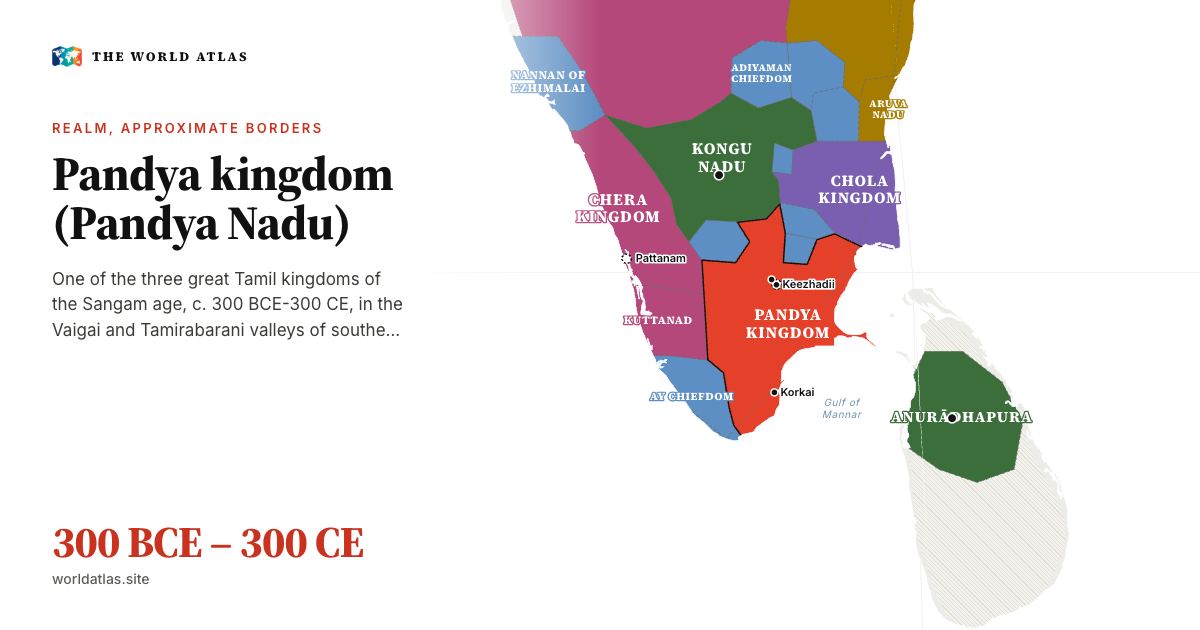 THE WORLD ATLAS
REALM, APPROXIMATE BORDERS
Pandya kingdom
(Pandya Nadu)
One of the three great Tamil kingdoms of
the Sangam age, c. 300 BCE-300 CE, in the
Vaigai and Tamirabarani valleys of southe...
300 BCE – 300 CE
worldatlas.site
NANNAN OF
EZHIMALAI
ADIYAMAN
CHIEFDOM
ARUVA
NADU
KONGU
NADU
CHOLA
KINGDOM
CHERA
KINGDOM
Pattanam
Keezhadii
PANDYA
KINGDOM
KUTTANAD
AY CHIEFDOM
Korkai
Gulf of
Mannar
ANURĀDHAPURA